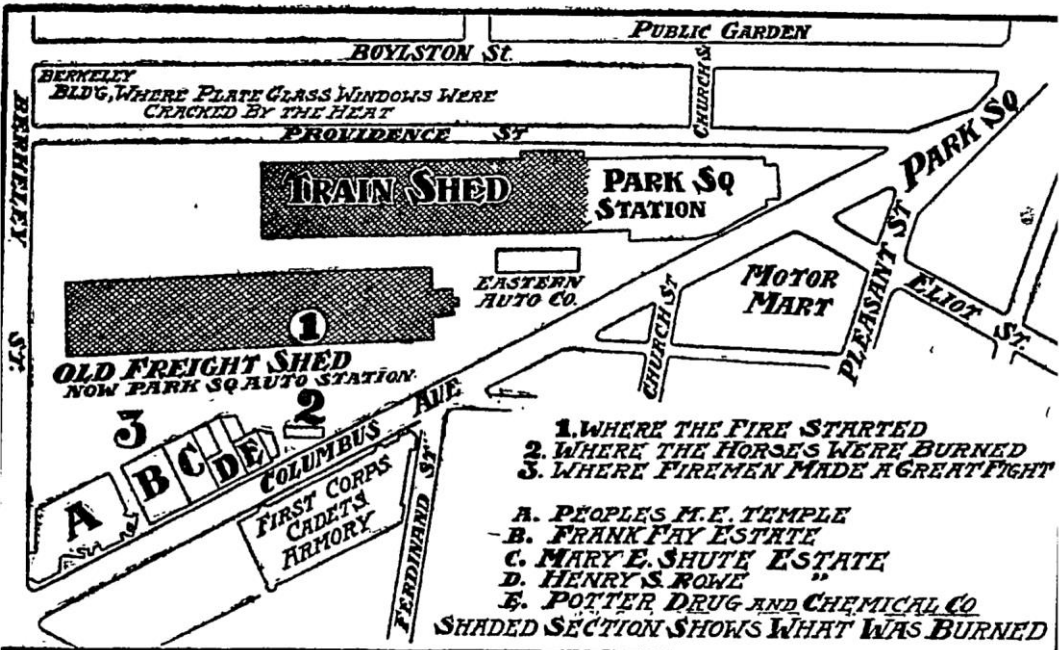 PUBLIC GARDEN
BOYLSTON St.
BERKELLY
BLD'G, WHERE PLATE GLASS WINDOWS WERE
CRACKED BY THE HEAT
CHURCH St
PROVIDENCE ST
BERKELEY ST.
PARK SQ
TRAIN SHED
PARK SQ
STATION
EASTERN
AUTO CO.
MOTOR
MART
PLEASANT ST
ELIOT ST.
CHURCH ST
1
OLD FREIGHT SHED
NOW PARK SQ AUTO STATION.
2
3
A
B
C
D
E
COLUMBUS AVE
FIRST CORPS
CADETS
ARMORY
FERDINAND ST
1. WHERE THE FIRE STARTED
2. WHERE THE HORSES WERE BURNED
3. WHERE FIREMEN MADE A GREAT FIGHT
A. PEOPLES M.E. TEMPLE
B. FRANK FAY ESTATE
C. MARY E. SHUTE ESTATE
D. HENRY S. ROWE "
E. POTTER DRUG AND CHEMICAL CO
SHADED SECTION SHOWS WHAT WAS BURNED